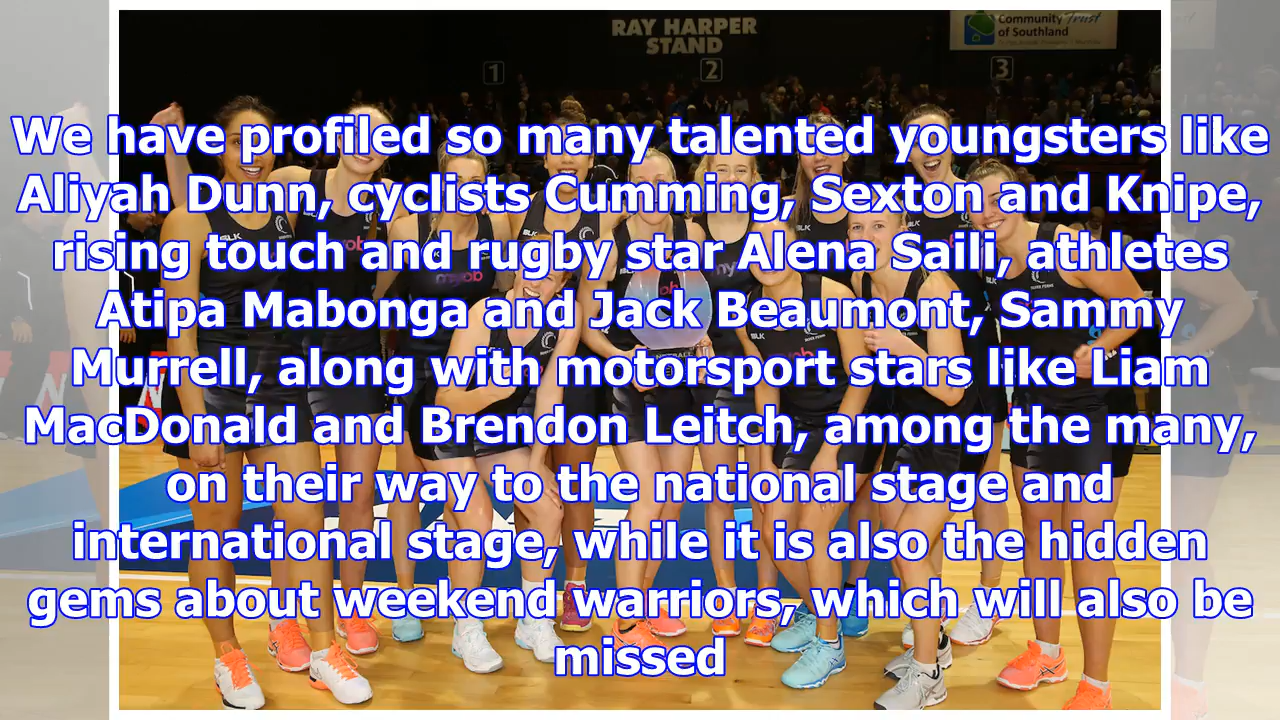 RAY HARPER
STAND
Community Trust
of Southland
1
2
3
We have profiled so many talented youngsters like
Aliyah Dunn, cyclists Cumming, Sexton and Knipe,
rising touch and rugby star Alena Saili, athletes
Atipa Mabonga and Jack Beaumont, Sammy
Murrell, along with motorsport stars like Liam
MacDonald and Brendon Leitch, among the many,
on their way to the national stage and
international stage, while it is also the hidden
gems about weekend warriors, which will also be
missed